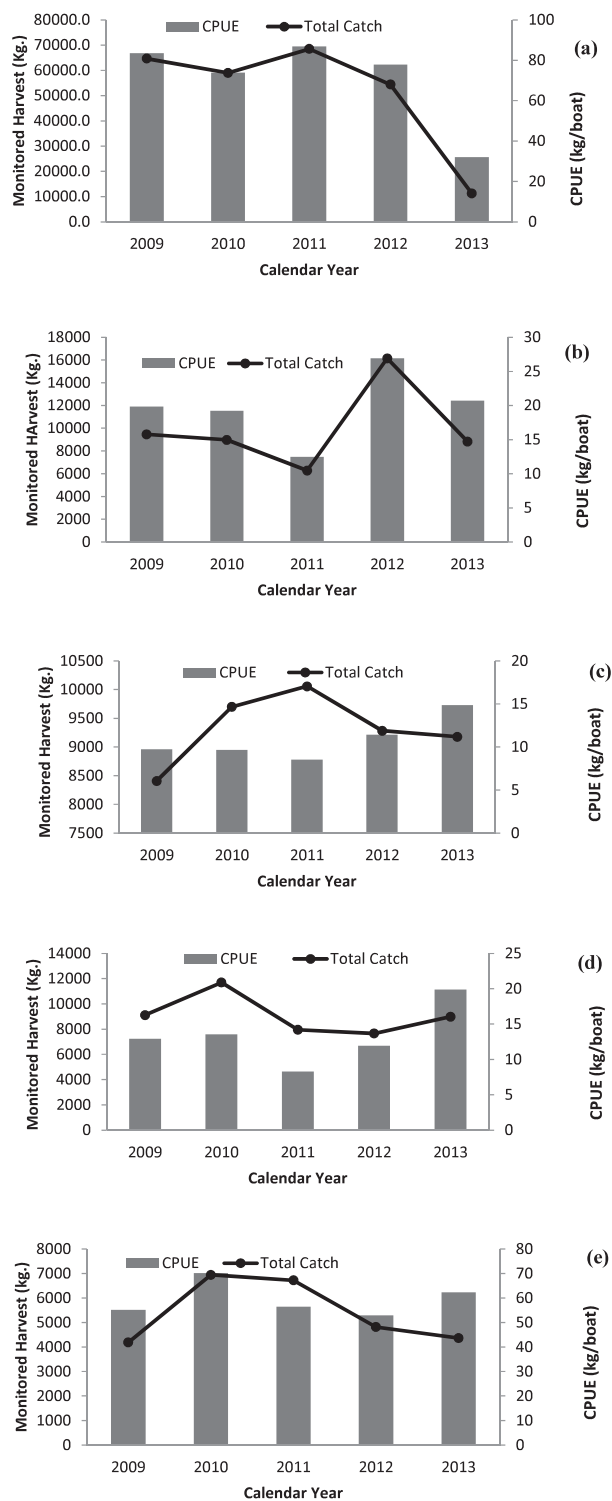 CPUE Total Catch
(a)
Monitored Harvest (Kg.)
80000.0
70000.0
60000.0
50000.0
40000.0
30000.0
20000.0
10000.0
0.0
100
80
60
40
20
0
CPUE (kg/boat)
2009 2010 2011 2012 2013
Calendar Year
CPUE Total Catch
(b)
Monitored HArvest (Kg.)
18000
16000
14000
12000
10000
8000
6000
4000
2000
0
30
25
20
15
10
5
0
CPUE (kg/boat)
2009 2010 2011 2012 2013
Calendar Year
CPUE Total Catch
(c)
Monitored Harvest (Kg.)
10500
10000
9500
9000
8500
8000
7500
20
15
10
5
0
CPUE (kg/boat)
2009 2010 2011 2012 2013
Calendar Year
CPUE Total Catch
(d)
Monitored Harvest (Kg.)
14000
12000
10000
8000
6000
4000
2000
0
25
20
15
10
5
0
CPUE (kg/boat)
2009 2010 2011 2012 2013
Calendar Year
CPUE Total Catch
(e)
Monitored Harvest (Kg.)
8000
7000
6000
5000
4000
3000
2000
1000
0
80
70
60
50
40
30
20
10
0
CPUE (kg/boat)
2009 2010 2011 2012 2013
Calendar Year